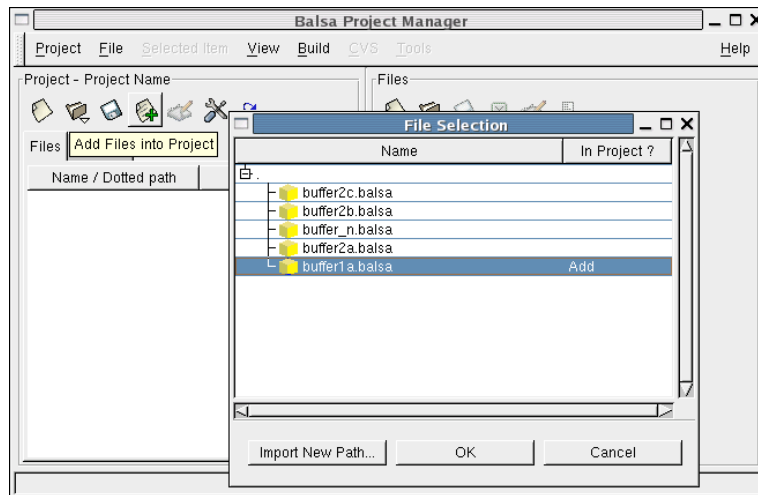 Balsa Project Manager
Project File Selected Item View Build CVS Tools Help
Project - Project Name
Files
File Selection
Name In Project ?
Files
Add Files into Project
Name / Dotted path
.
buffer2c.balsa
buffer2b.balsa
buffer_n.balsa
buffer2a.balsa
buffer1a.balsa Add
Import New Path... OK Cancel